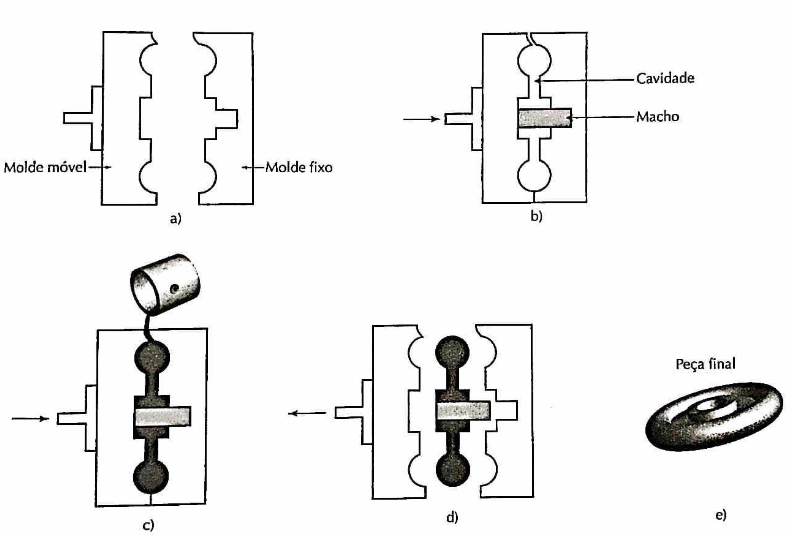 Molde móvel
Molde fixo
a)
Cavidade
Macho
b)
c)
d)
Peça final
e)